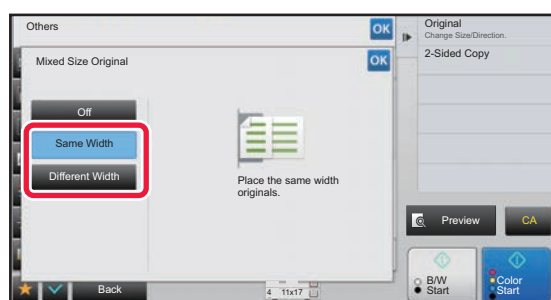 Others
OK
Mixed Size Original
OK
Off
Same Width
Different Width
Place the same width
originals.
Back
4 11x17
Original
Change Size/Direction.
2-Sided Copy
Preview
CA
B/W
Start
Color
Start